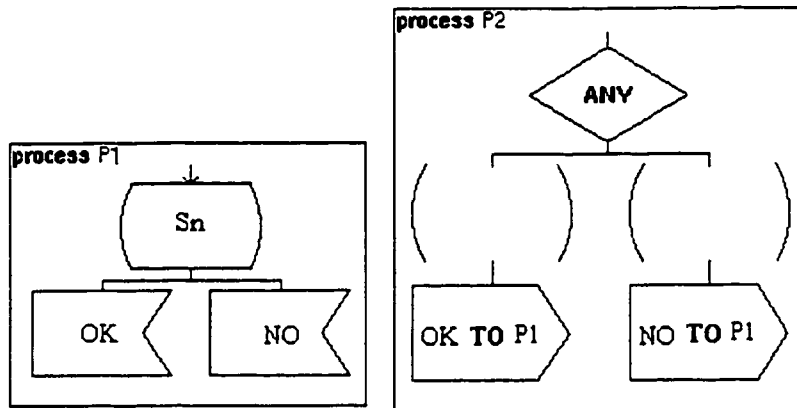 process P1
Sn
OK
NO
process P2
ANY
OK TO P1
NO TO P1